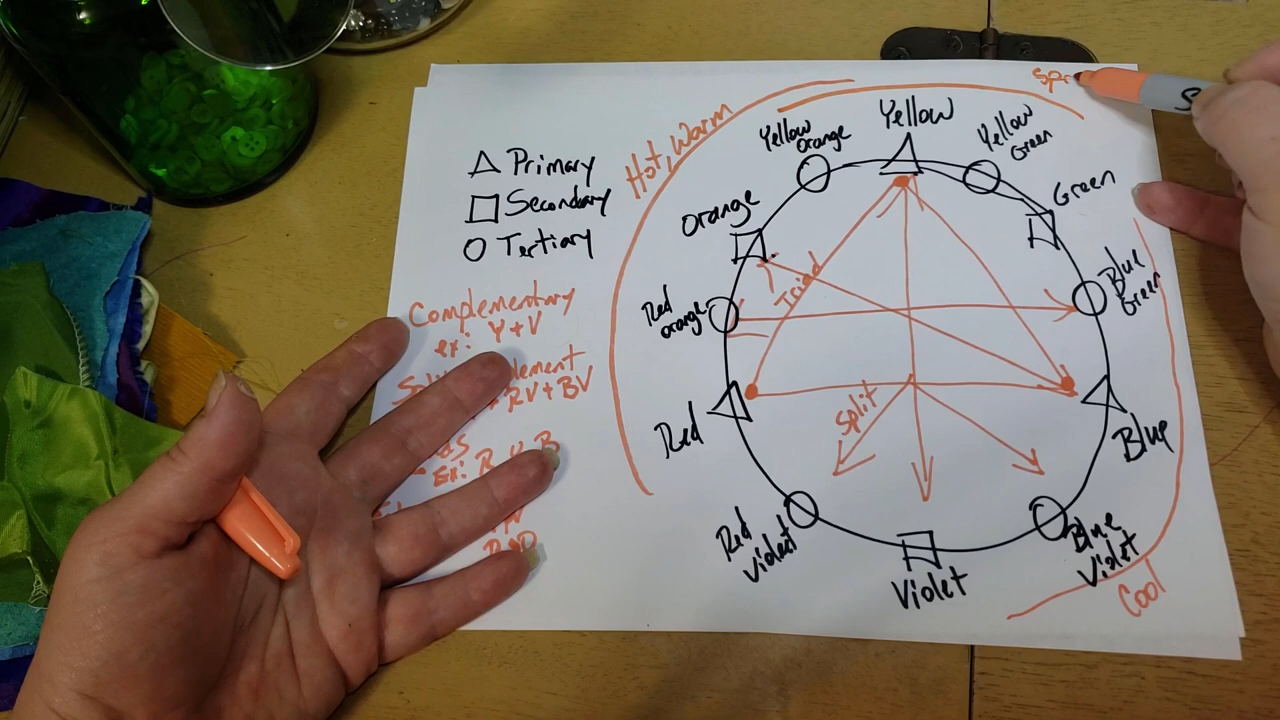 Spr
Hot, Warm
Yellow
Yellow
Orange
Yellow
Green
△ Primary
□ Secondary
○ Tertiary
Orange
Green
Blue
Green
Triad
Complementary
ex: Y+V
Red
orange
RV+BV
Split
Red
Blue
Ex: R
B
Red
Violet
Violet
Blue
Violet
Cool
S